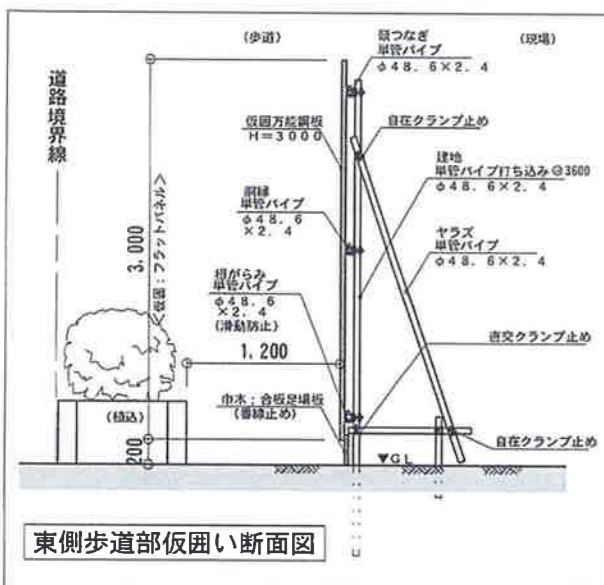 (歩道)
(現場)
頭つなぎ
単管パイプ
φ48.6×2.4
道路境界線
仮囲万能鋼板
H=3000
自在クランプ止め
建地
単管パイプ打ち込み@3600
φ48.6×2.4
胴縁
単管パイプ
φ48.6
×2.4
ヤラズ
単管パイプ
φ48.6×2.4
3,000
<仮囲:フラットパネル>
根がらみ
単管パイプ
φ48.6
×2.4
(滑動防止)
1,200
直交クランプ止め
巾木:合板足場板
(番線止め)
(植込)
200
自在クランプ止め
▼GL
東側歩道部仮囲い断面図